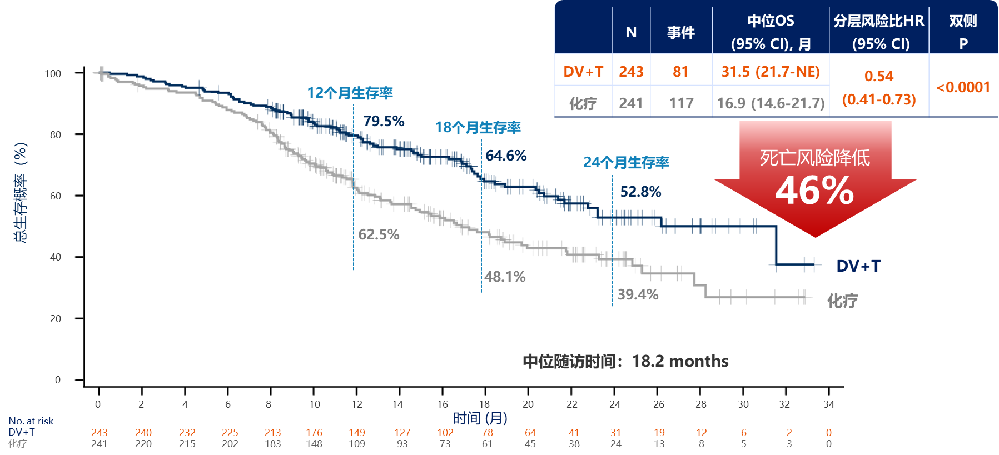 N
事件
中位OS
(95% CI), 月
分层风险比HR
(95% CI)
双侧
P
DV+T
243
81
31.5 (21.7-NE)
0.54
(0.41-0.73)
<0.0001
化疗
241
117
16.9 (14.6-21.7)
死亡风险降低
46%
12个月生存率
79.5%
62.5%
18个月生存率
64.6%
48.1%
24个月生存率
52.8%
39.4%
DV+T
化疗
总生存概率（%）
100
80
60
40
20
0
中位随访时间：18.2 months
0 2 4 6 8 10 12 14 16 18 20 22 24 26 28 30 32 34
时间 (月)
No. at risk
DV+T 243 240 232 225 213 176 149 127 102 78 64 41 31 19 12 6 2 0
化疗 241 220 215 202 183 148 109 93 73 61 45 38 24 13 8 5 3 0